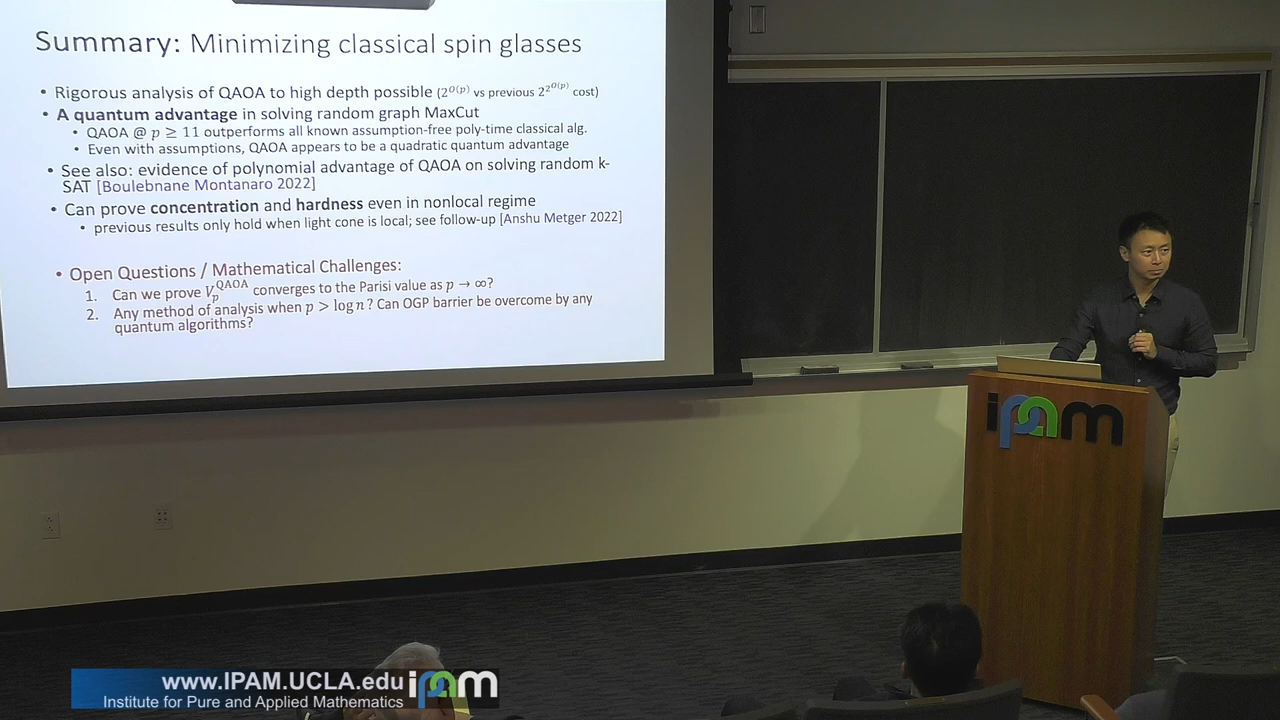 Summary: Minimizing classical spin glasses
• Rigorous analysis of QAOA to high depth possible (2^{O(p)} vs previous 2^{2^{O(p)}} cost)
• A quantum advantage in solving random graph MaxCut
• QAOA @ p ≥ 11 outperforms all known assumption-free poly-time classical alg.
• Even with assumptions, QAOA appears to be a quadratic quantum advantage
• See also: evidence of polynomial advantage of QAOA on solving random k-
SAT [Boulebnane Montanaro 2022]
• Can prove concentration and hardness even in nonlocal regime
• previous results only hold when light cone is local; see follow-up [Anshu Metger 2022]
• Open Questions / Mathematical Challenges:
1. Can we prove V_p^{QAOA} converges to the Parisi value as p → ∞?
2. Any method of analysis when p > log n? Can OGP barrier be overcome by any
quantum algorithms?
ipam
www.IPAM.UCLA.edu ipam
Institute for Pure and Applied Mathematics